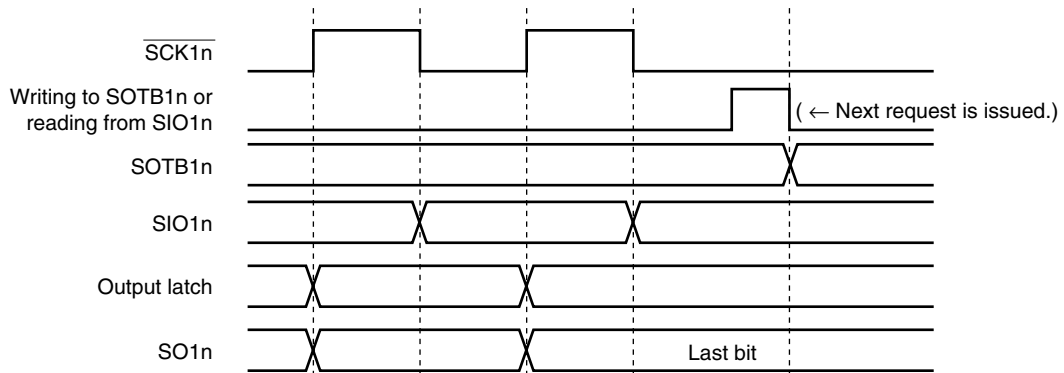 SCK1n
Writing to SOTB1n or
reading from SIO1n
( ← Next request is issued.)
SOTB1n
SIO1n
Output latch
SO1n
Last bit